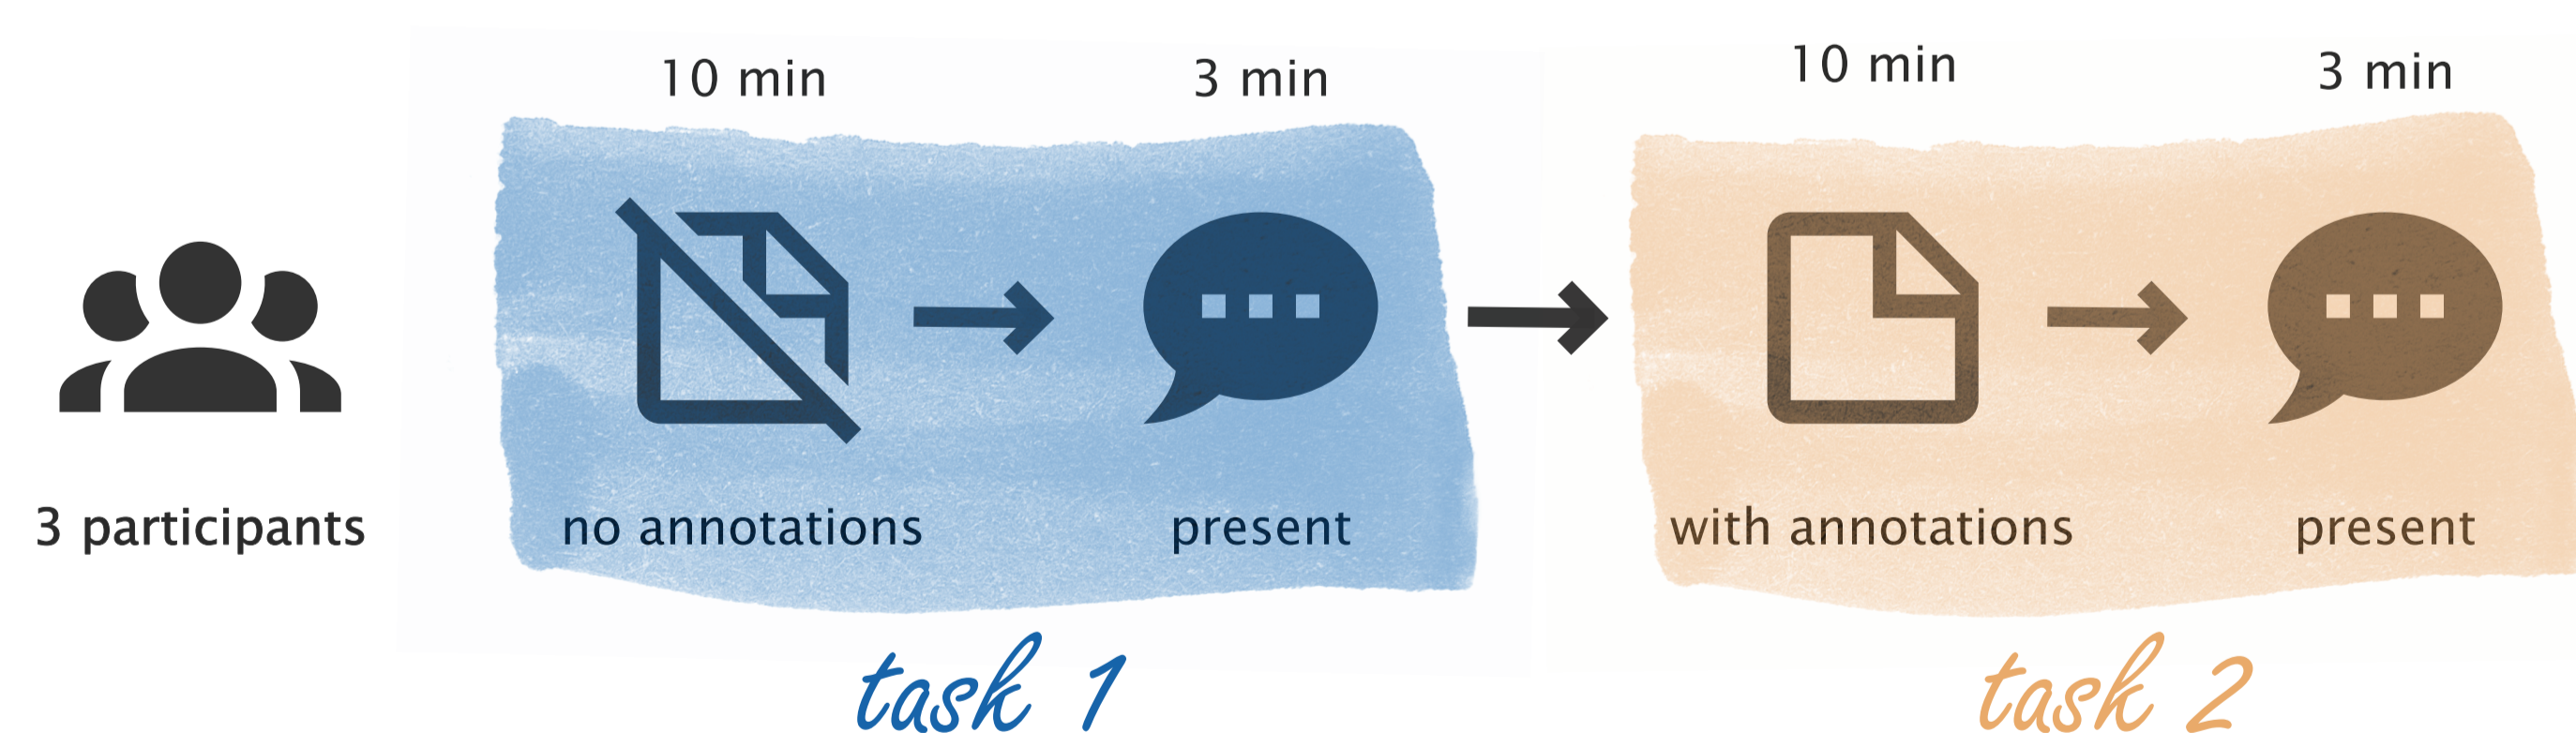 10 min
3 min
10 min
3 min
3 participants
no annotations
present
with annotations
present
task 1
task 2